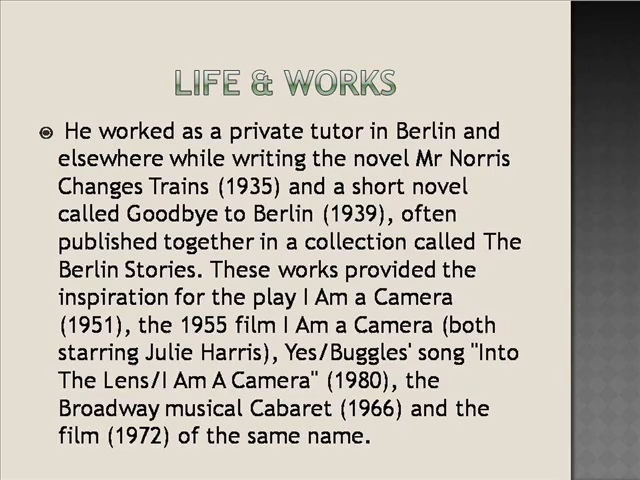 LIFE & WORKS
He worked as a private tutor in Berlin and
elsewhere while writing the novel Mr Norris
Changes Trains (1935) and a short novel
called Goodbye to Berlin (1939), often
published together in a collection called The
Berlin Stories. These works provided the
inspiration for the play I Am a Camera
(1951), the 1955 film I Am a Camera (both
starring Julie Harris), Yes/Buggles' song "Into
The Lens/I Am A Camera" (1980), the
Broadway musical Cabaret (1966) and the
film (1972) of the same name.